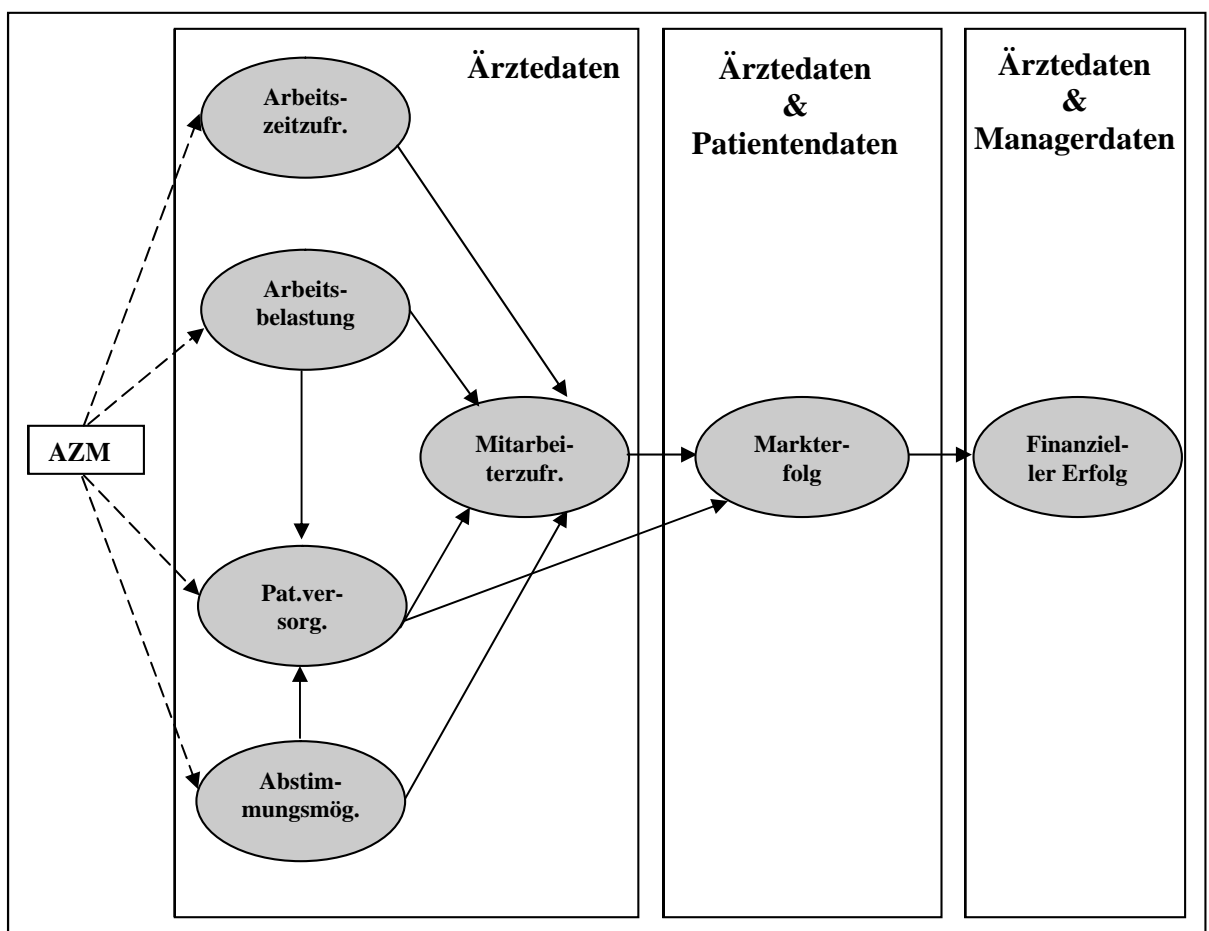 Ärztedaten
Ärztedaten
&
Patientendaten
Ärztedaten
&
Managerdaten
Arbeits-
zeitzufr.
Arbeits-
belastung
AZM
Mitarbei-
terzufr.
Markter-
folg
Finanziel-
ler Erfolg
Pat.ver-
sorg.
Abstim-
mungsmög.